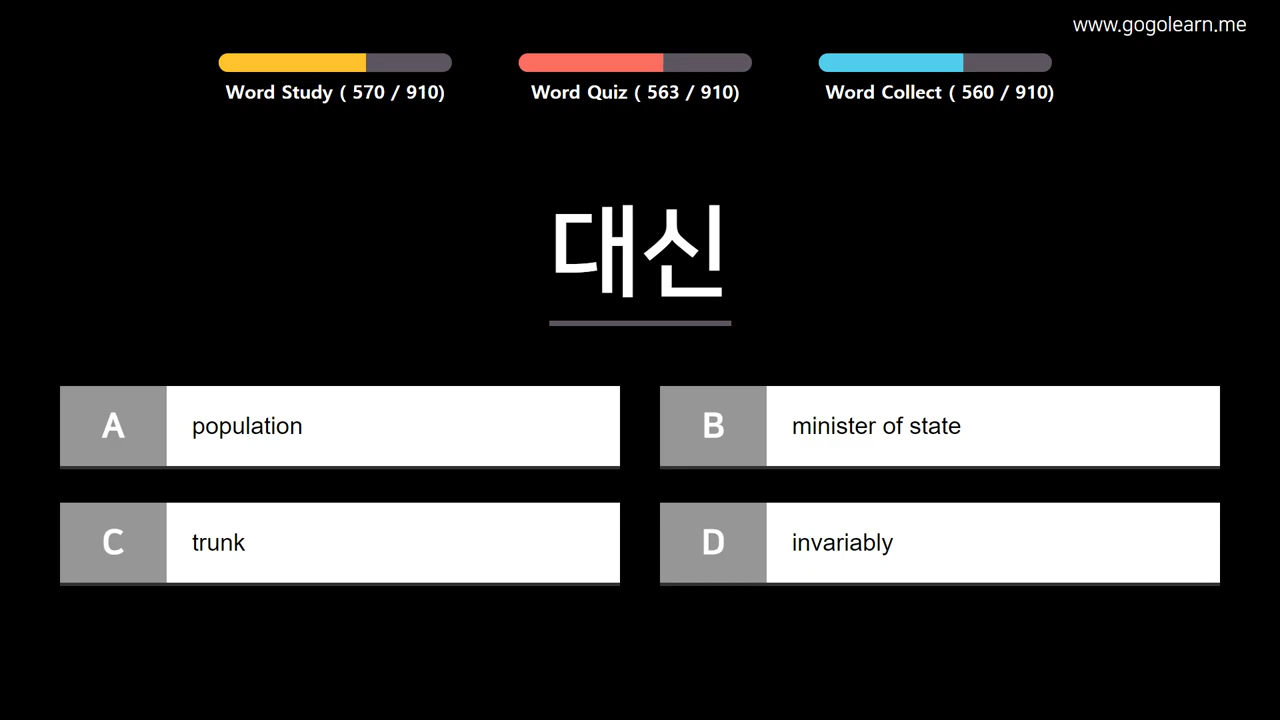 www.gogolearn.me
Word Study ( 570 / 910)
Word Quiz ( 563 / 910)
Word Collect ( 560 / 910)
대신
A population
B minister of state
C trunk
D invariably